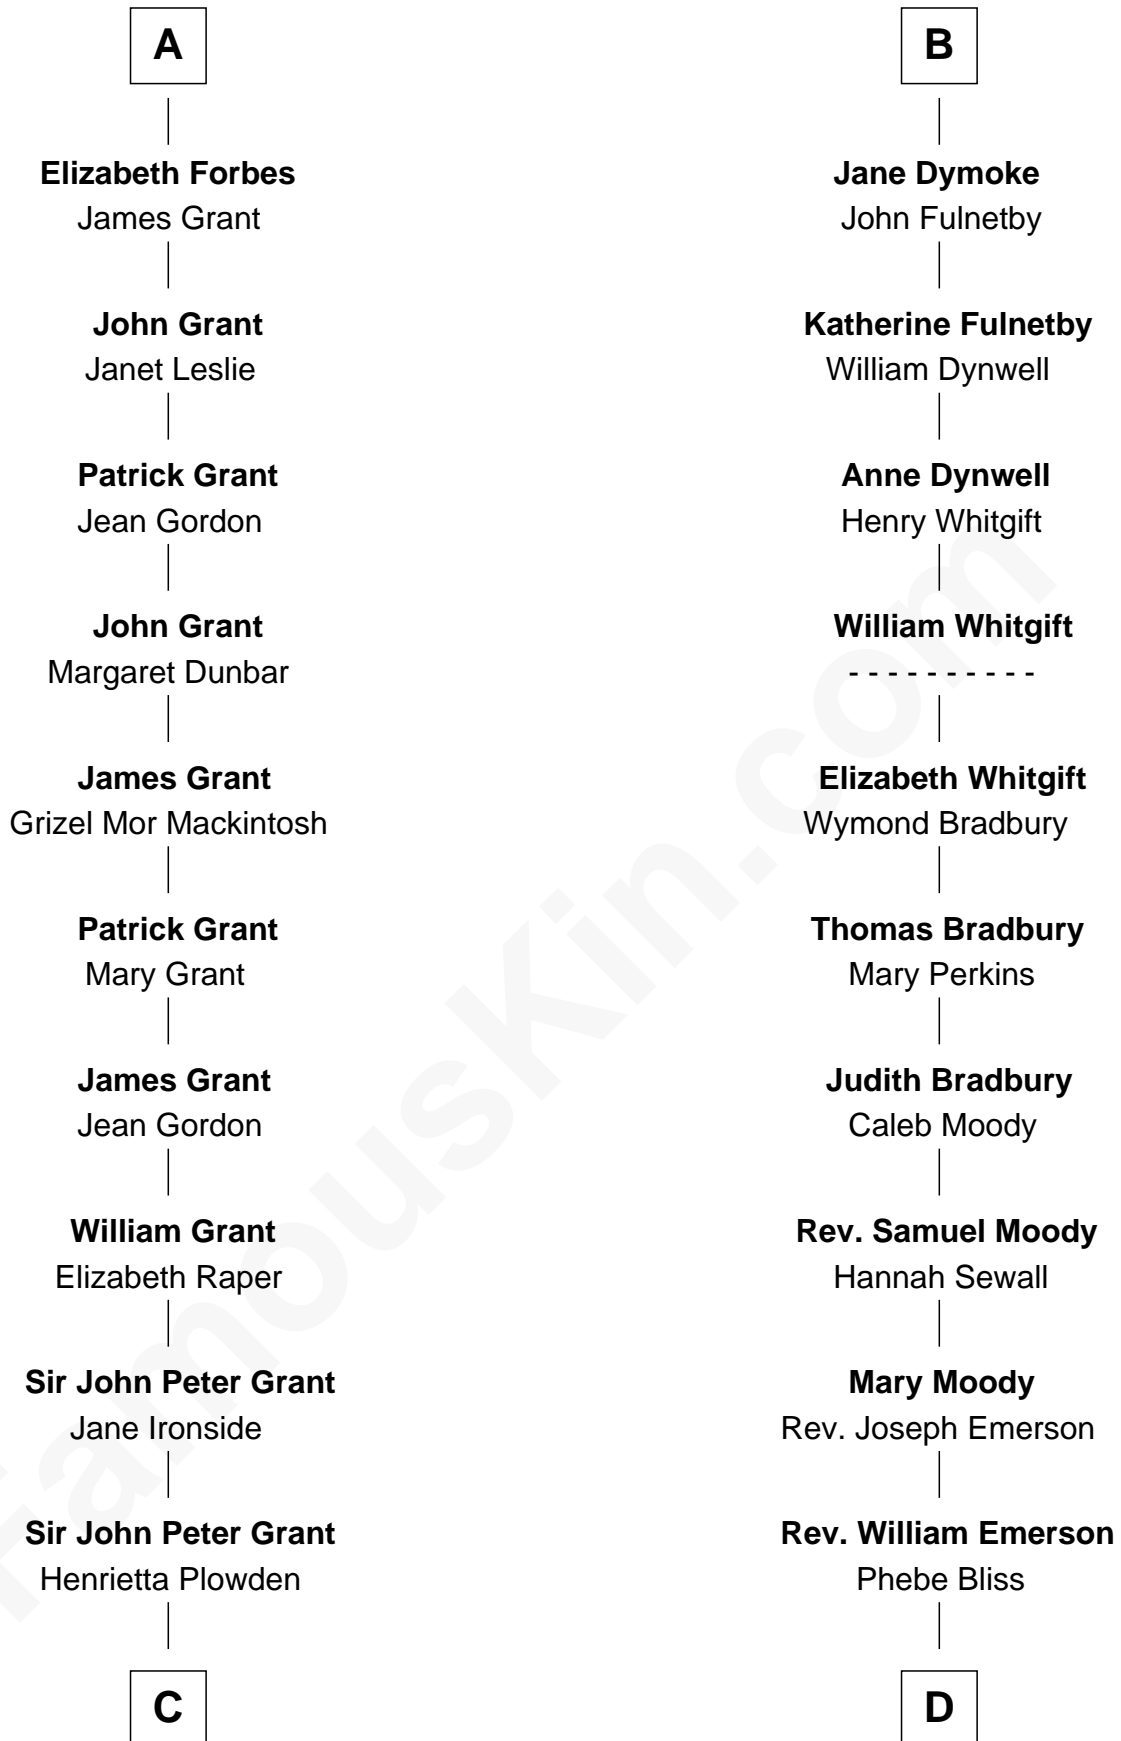 A
Elizabeth Forbes
James Grant
John Grant
Janet Leslie
Patrick Grant
Jean Gordon
John Grant
Margaret Dunbar
James Grant
Grizel Mor Mackintosh
Patrick Grant
Mary Grant
James Grant
Jean Gordon
William Grant
Elizabeth Raper
Sir John Peter Grant
Jane Ironside
Sir John Peter Grant
Henrietta Plowden
C
B
Jane Dymoke
John Fulnetby
Katherine Fulnetby
William Dynwell
Anne Dynwell
Henry Whitgift
William Whitgift
- - - - - - - - - -
Elizabeth Whitgift
Wymond Bradbury
Thomas Bradbury
Mary Perkins
Judith Bradbury
Caleb Moody
Rev. Samuel Moody
Hannah Sewall
Mary Moody
Rev. Joseph Emerson
Rev. William Emerson
Phebe Bliss
D
FamousKin.com